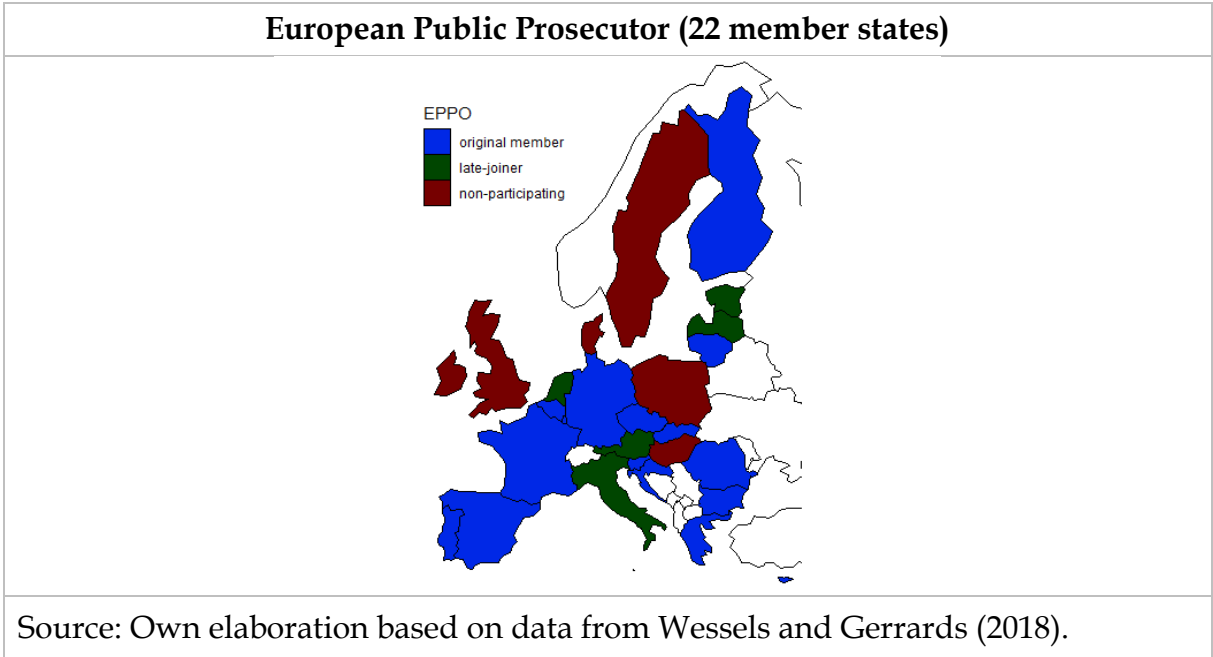 European Public Prosecutor (22 member states)
EPPO
original member
late-joiner
non-participating
Source: Own elaboration based on data from Wessels and Gerrards (2018).